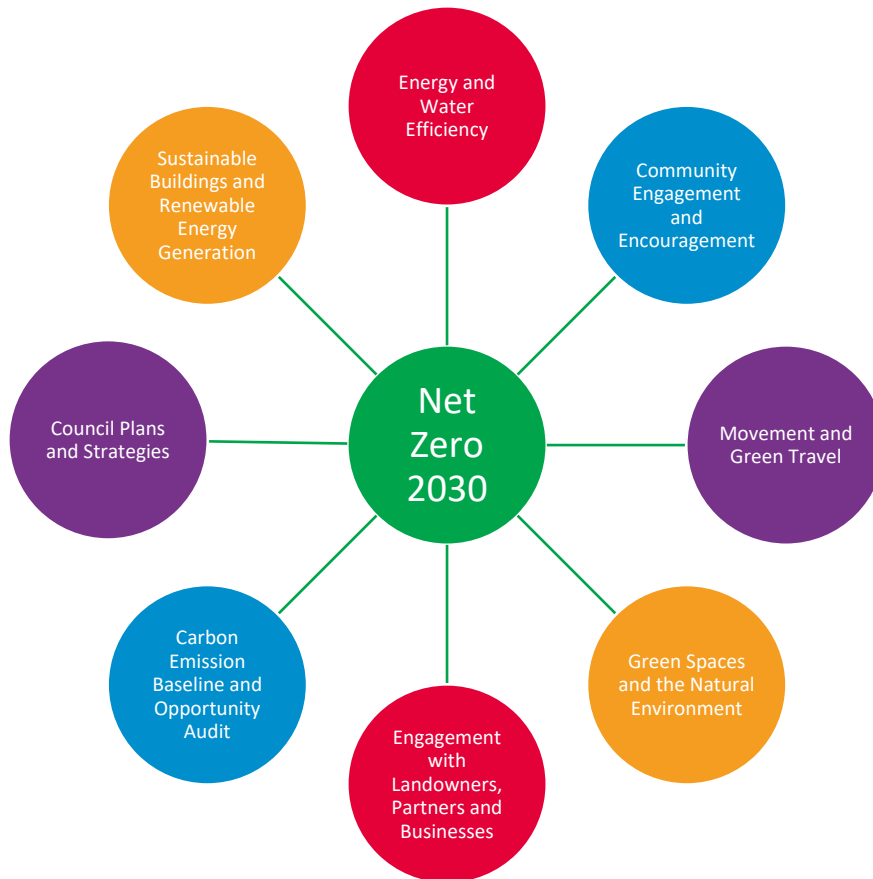 Energy and
Water
Efficiency
Sustainable
Buildings and
Renewable
Energy
Generation
Community
Engagement
and
Encouragement
Council Plans
and Strategies
Net
Zero
2030
Movement and
Green Travel
Carbon
Emission
Baseline and
Opportunity
Audit
Green Spaces
and the Natural
Environment
Engagement
with
Landowners,
Partners and
Businesses